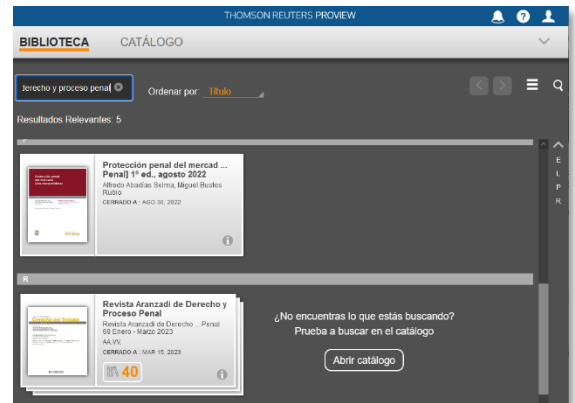 THOMSON REUTERS PROVIEW
BIBLIOTECA CATÁLOGO
derecho y proceso penal
Ordenar por: Título
Resultados Relevantes: 5
Protección penal del mercad ...
Penal] 1ª ed., agosto 2022
Alfredo Abadías Selma, Miguel Bustos
Rubio
CERRADO A : AGO 30, 2022
E
L
P
R
R
Revista Aranzadi de Derecho y
Proceso Penal
Revista Aranzadi de Derecho ... Penal
69 Enero - Marzo 2023
AA.VV.
CERRADO A : MAR 15, 2023
40
¿No encuentras lo que estás buscando?
Prueba a buscar en el catálogo
Abrir catálogo